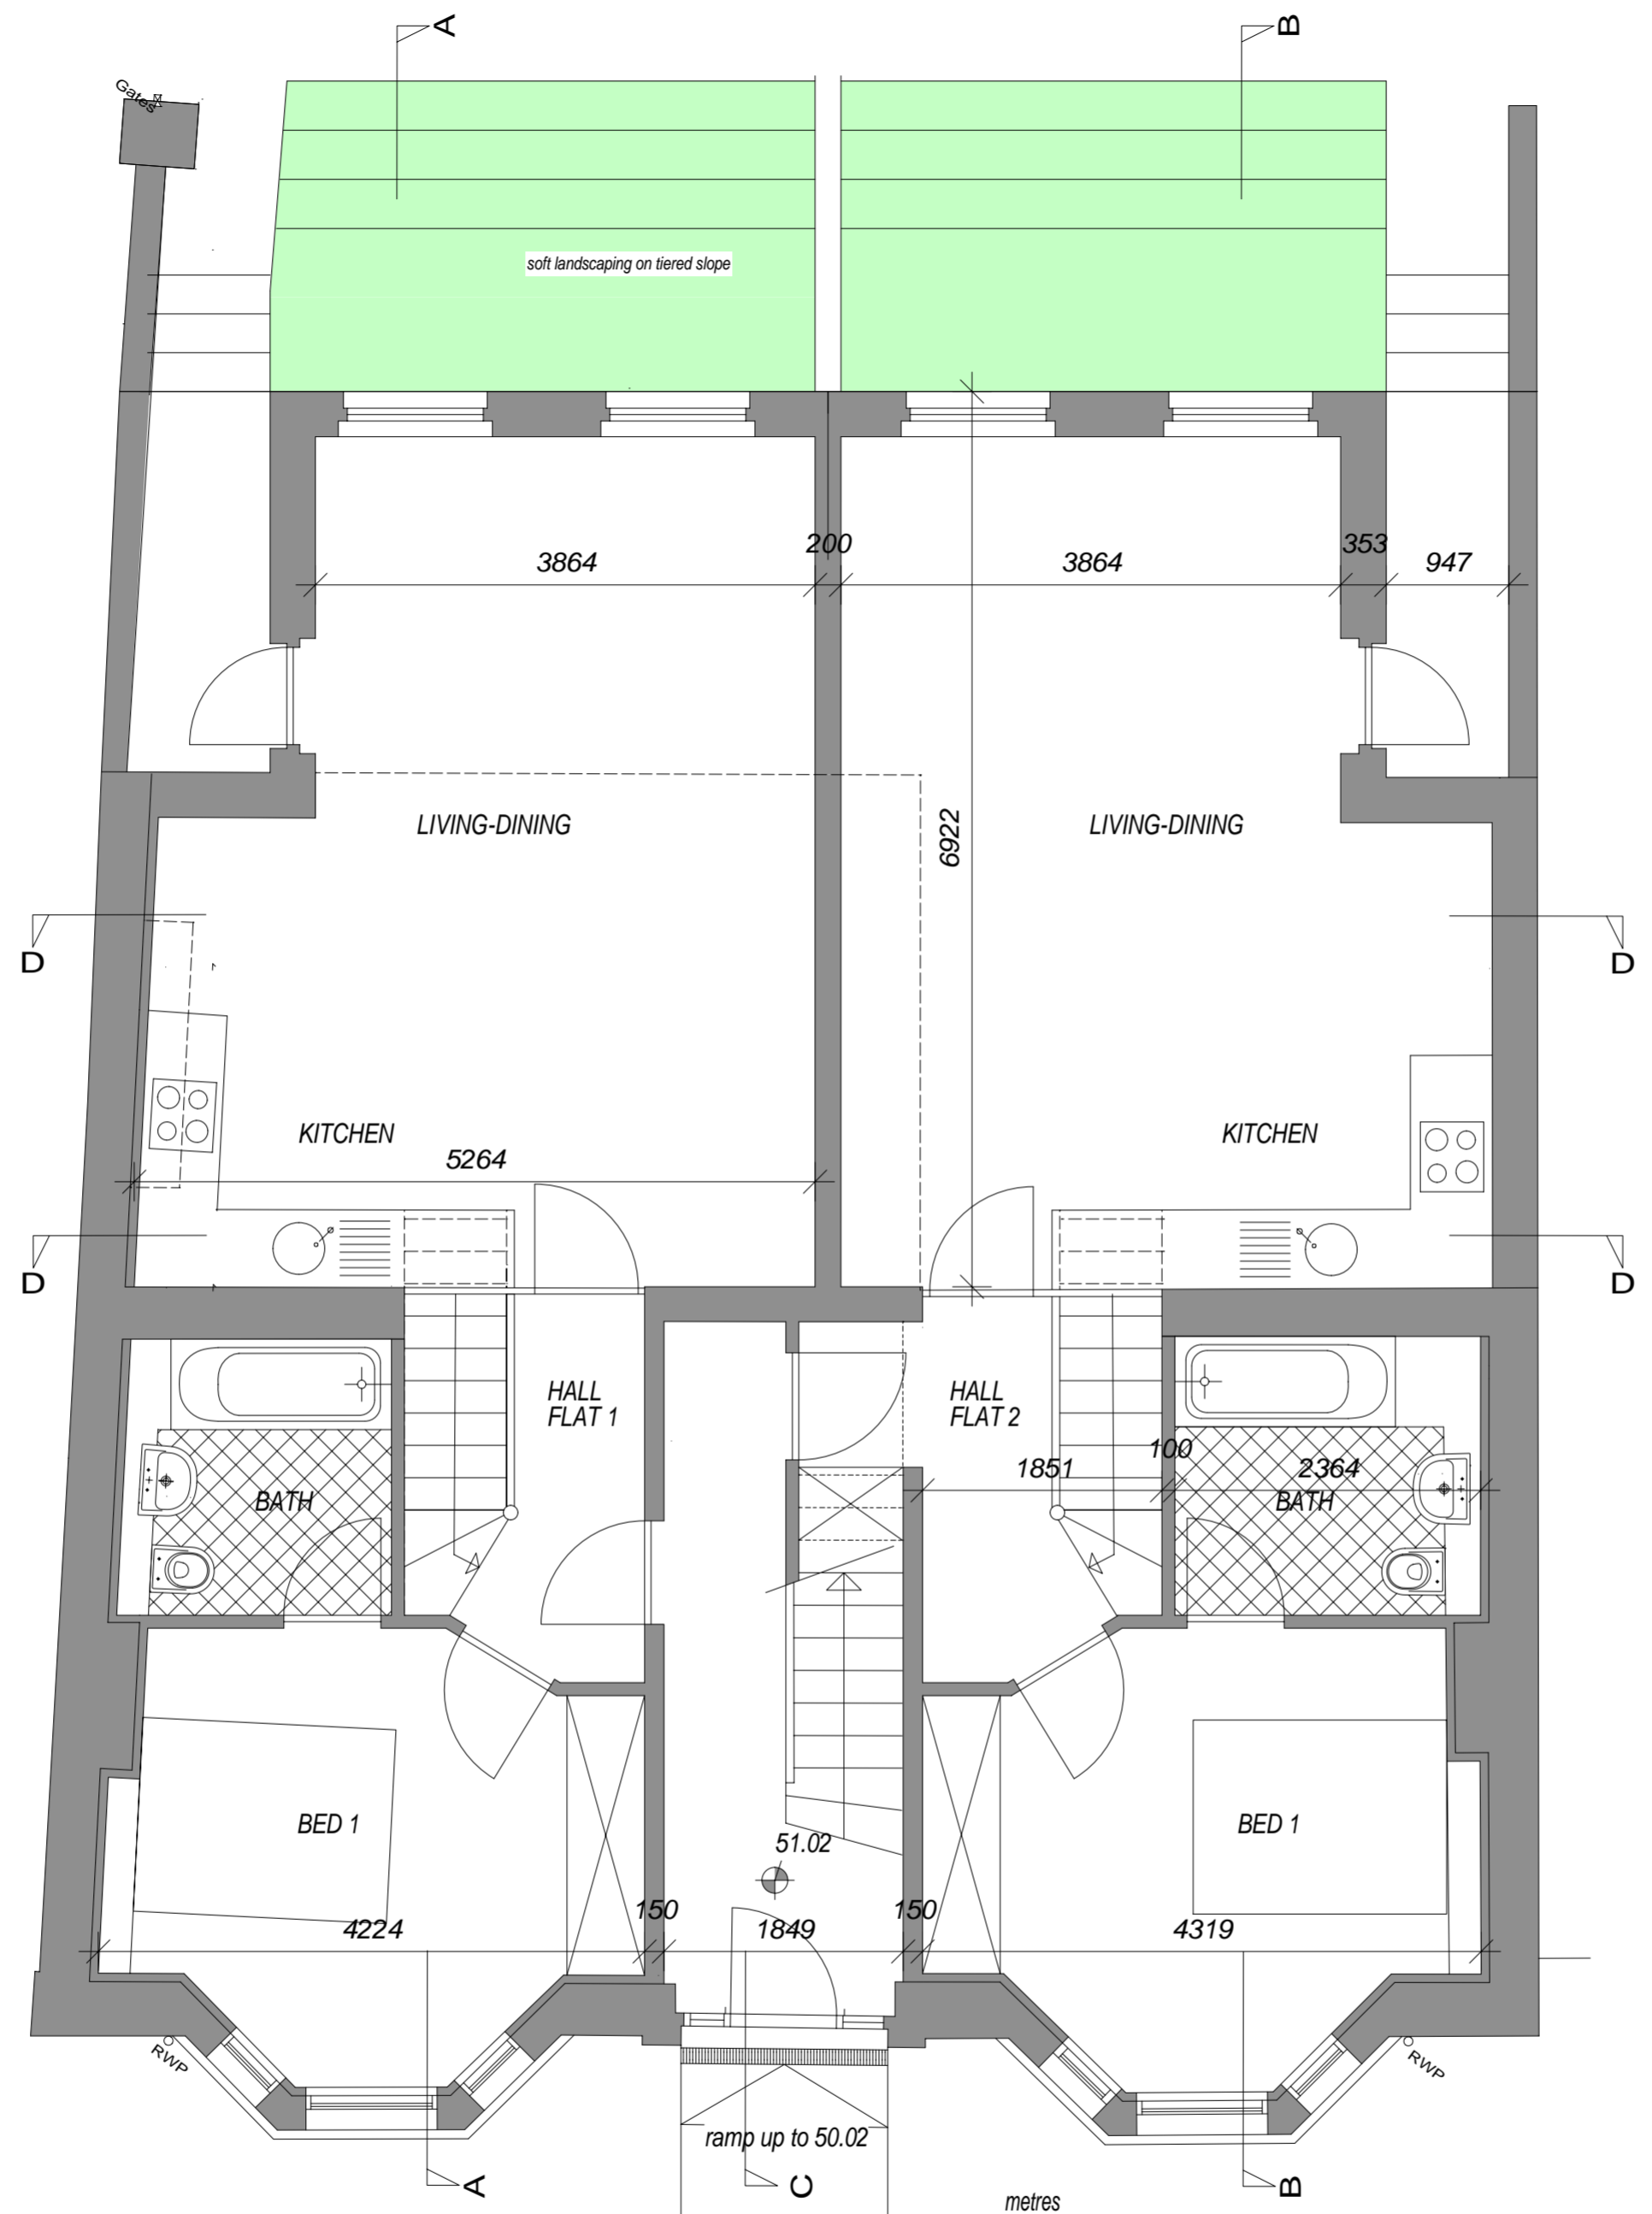 A
B
Gates
soft landscaping on tiered slope
200
353
3864
3864
947
LIVING-DINING
LIVING-DINING
6922
D
D
KITCHEN
KITCHEN
5264
D
D
HALL
FLAT 1
HALL
FLAT 2
100
1851
2364
BATH
BATH
BED 1
BED 1
51.02
150
150
4224
1849
4319
RWP
RWP
ramp up to 50.02
A
C
B
metres